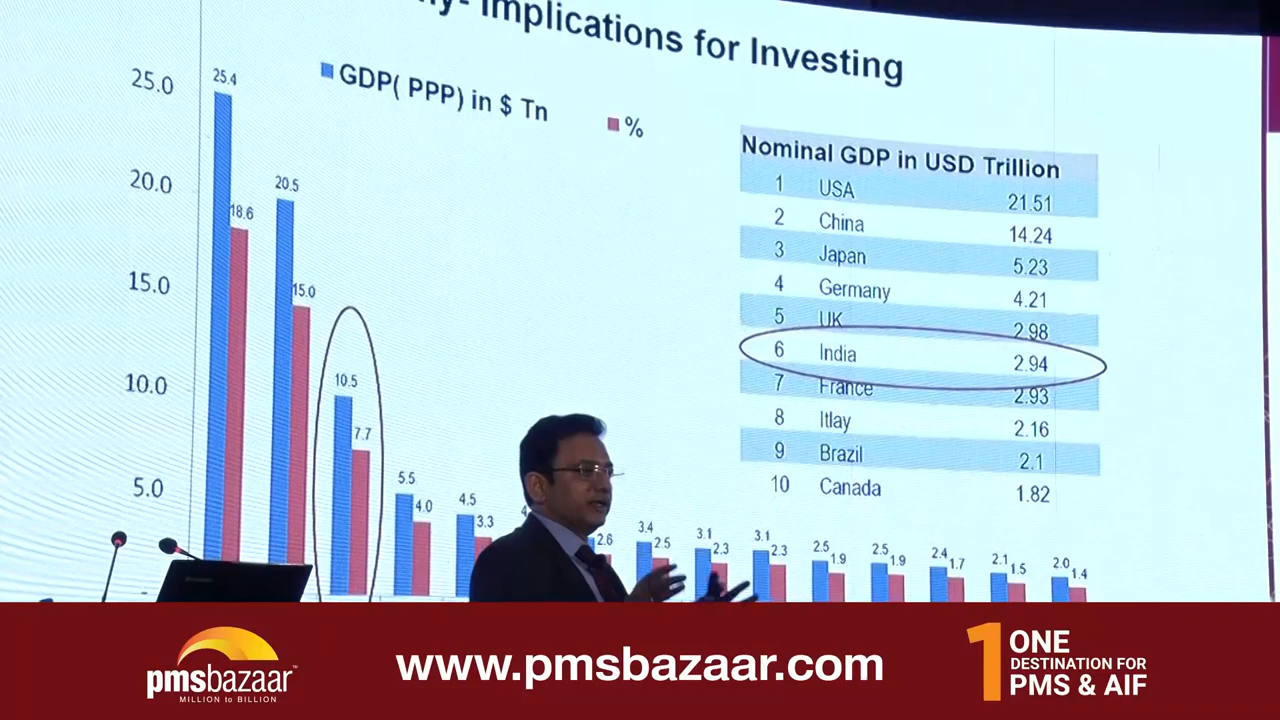 Implications for Investing
GDP( PPP) in $ Tn
%
25.0
20.0
15.0
10.0
5.0
25.4
18.6
20.5
15.0
10.5
7.7
5.5
4.0
4.5
3.3
2.6
3.4
2.5
3.1
2.3
3.1
2.3
2.5
1.9
2.5
1.9
2.4
1.7
2.1
1.5
2.0
1.4
Nominal GDP in USD Trillion
1 USA 21.51
2 China 14.24
3 Japan 5.23
4 Germany 4.21
5 UK 2.98
6 India 2.94
7 France 2.93
8 Itlay 2.16
9 Brazil 2.1
10 Canada 1.82
pmsbazaar™
MILLION to BILLION
www.pmsbazaar.com
1 ONE
DESTINATION FOR
PMS & AIF